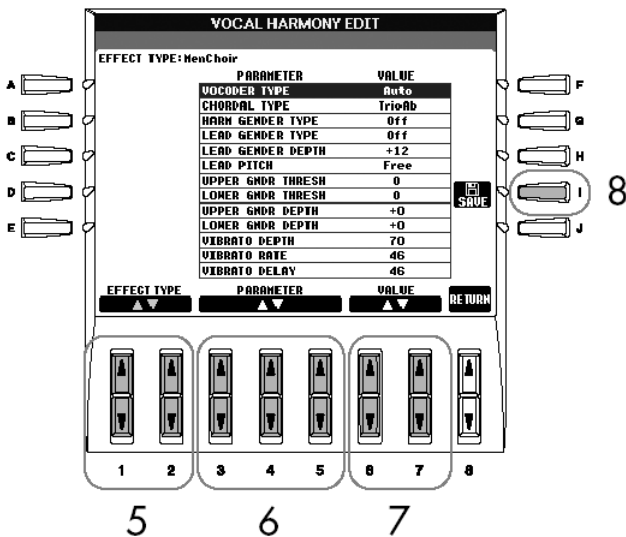 VOCAL HARMONY EDIT
EFFECT TYPE:MenChoir
PARAMETER VALUE
VOCODER TYPE Auto
CHORDAL TYPE TrioAb
HARM GENDER TYPE Off
LEAD GENDER TYPE Off
LEAD GENDER DEPTH +12
LEAD PITCH Free
UPPER GNDR THRESH 0
LOWER GNDR THRESH 0
UPPER GNDR DEPTH +0
LOWER GNDR DEPTH +0
VIBRATO DEPTH 70
VIBRATO RATE 46
VIBRATO DELAY 46
A
B
C
D
E
F
G
H
I
J
8
SAVE
EFFECT TYPE PARAMETER VALUE
▲▼ ▲▼ ▲▼
RETURN
1 2 3 4 5 6 7 8
5 6 7